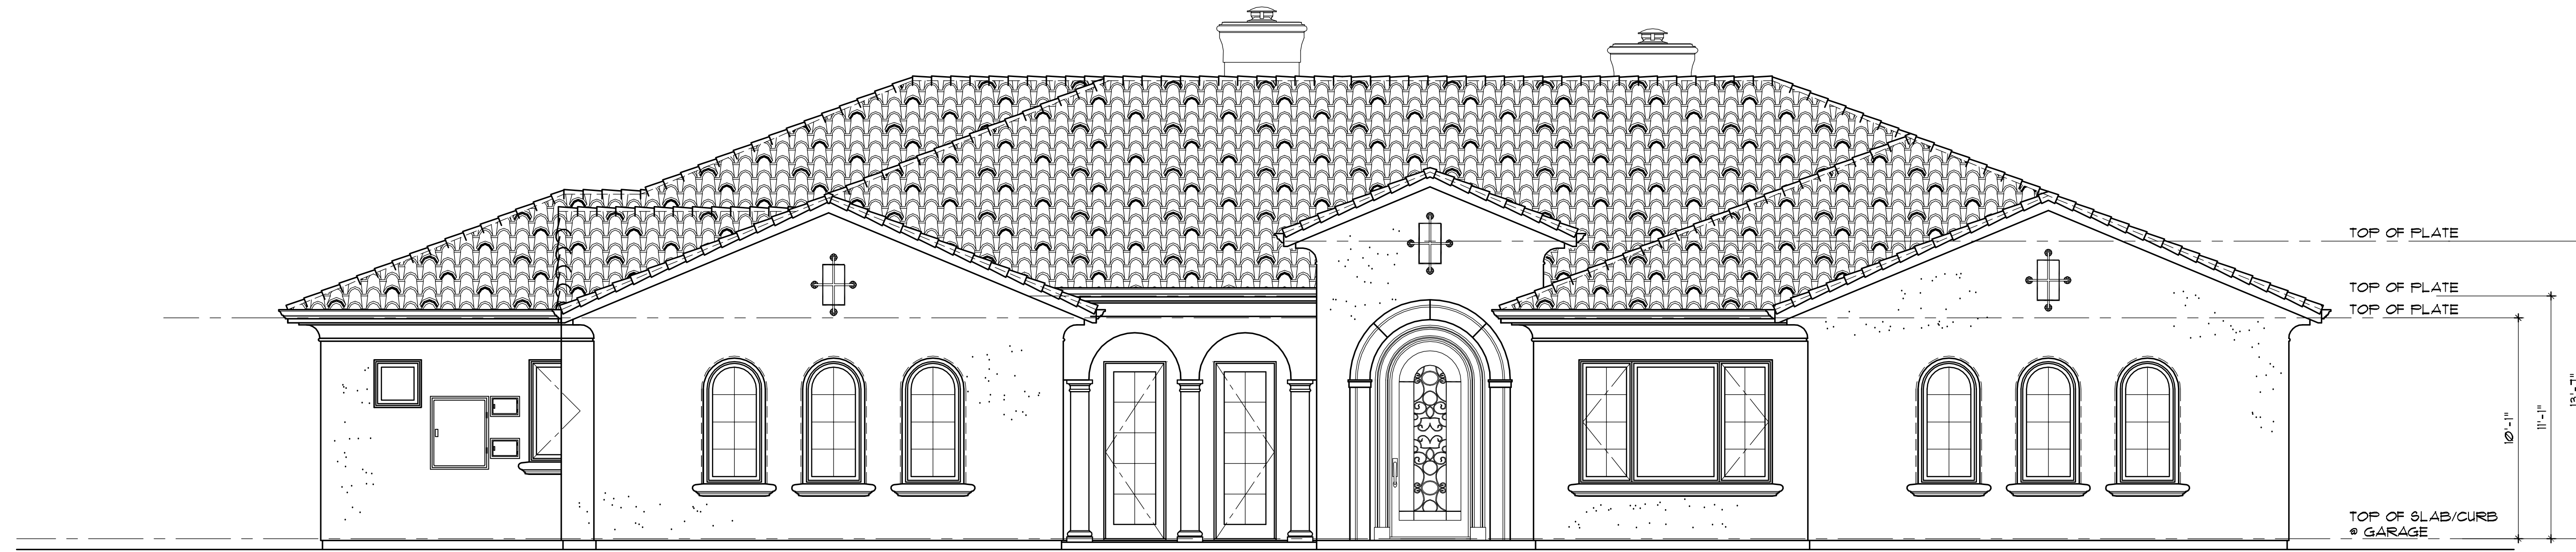 TOP OF PLATE
TOP OF PLATE
TOP OF PLATE
10'-1"
11'-1"
13'-7"
TOP OF SLAB/CURB
@ GARAGE